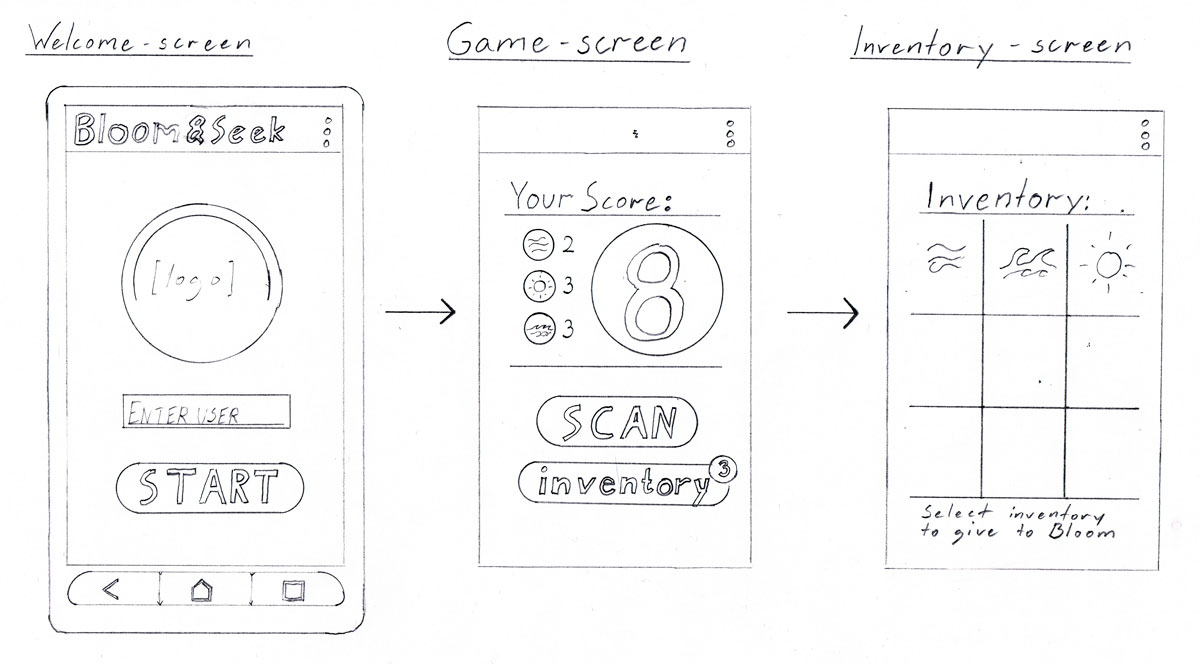 Welcome-screen
Bloom&Seek
[logo]
ENTER USER
START
Game-screen
Your Score:
2
3
3
8
SCAN
inventory
3
Inventory-screen
Inventory:
Select inventory
to give to Bloom